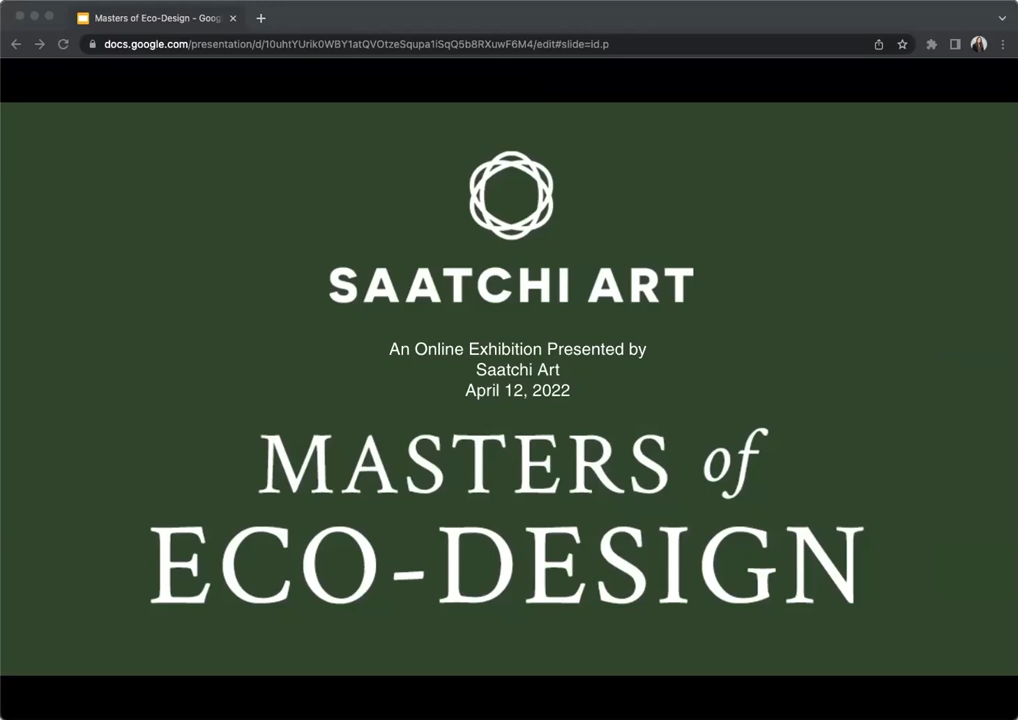 Masters of Eco-Design - Goog
docs.google.com/presentation/d/10uhtYUrik0WBY1atQVOtzeSqupa1iSqQ5b8RXuwF6M4/edit#slide=id.p
SAATCHI ART
An Online Exhibition Presented by
Saatchi Art
April 12, 2022
MASTERS of
ECO-DESIGN